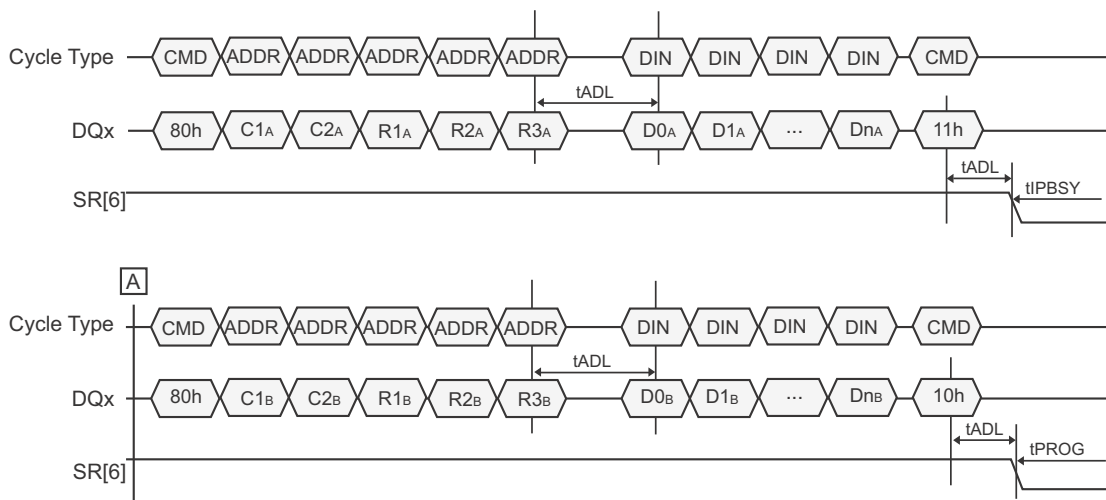 Cycle Type CMD ADDR ADDR ADDR ADDR ADDR DIN DIN DIN DIN CMD
tADL
DQx 80h C1A C2A R1A R2A R3A D0A D1A ... DnA 11h
tADL
SR[6] tIPBSY
A
Cycle Type CMD ADDR ADDR ADDR ADDR ADDR DIN DIN DIN DIN CMD
tADL
DQx 80h C1B C2B R1B R2B R3B D0B D1B ... DnB 10h
tADL
SR[6] tPROG